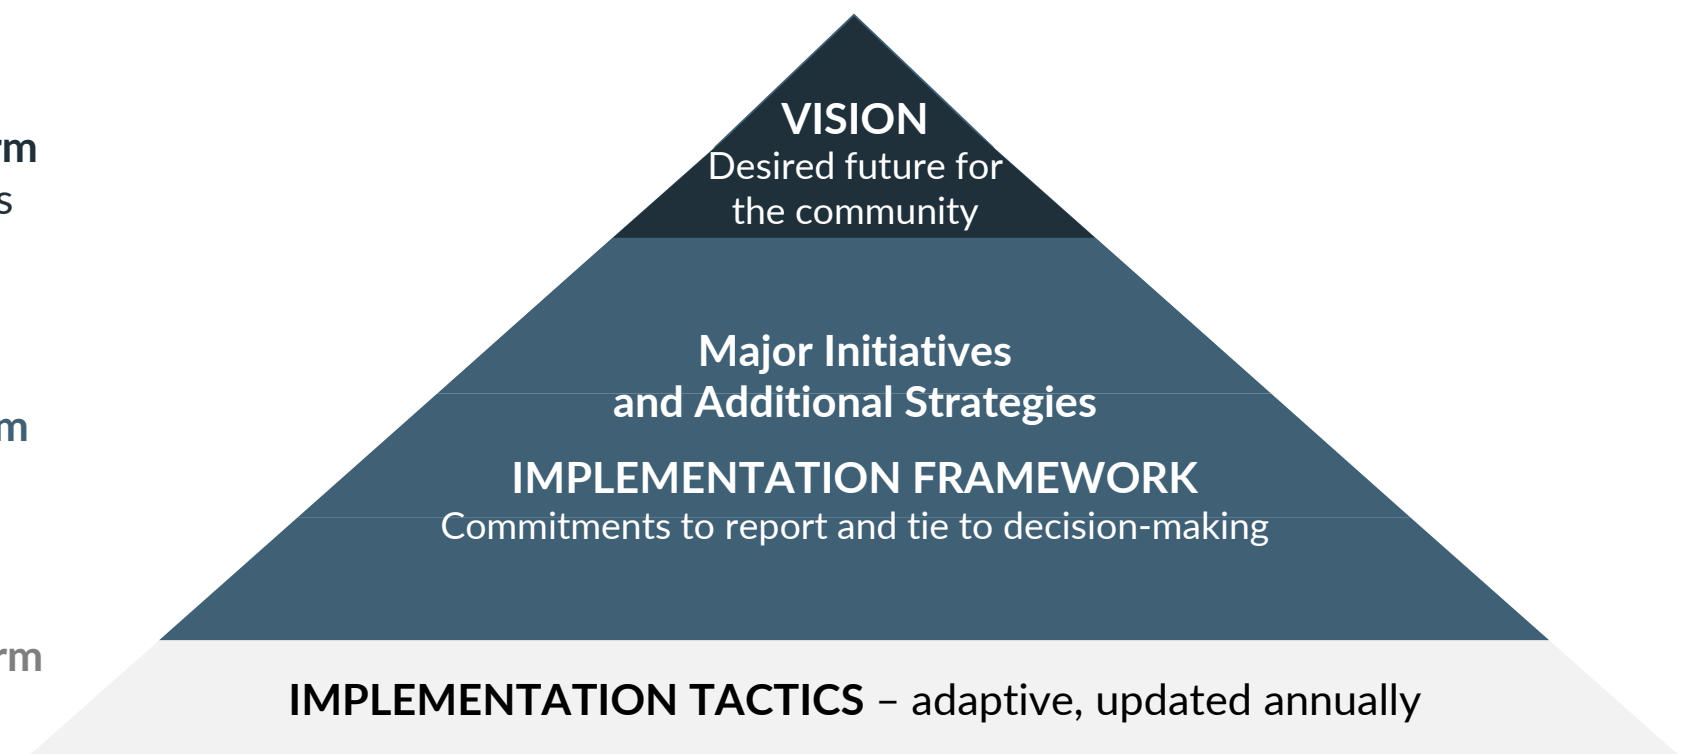 VISION
Desired future for
the community
Major Initiatives
and Additional Strategies
IMPLEMENTATION FRAMEWORK
Commitments to report and tie to decision-making
IMPLEMENTATION TACTICS – adaptive, updated annually